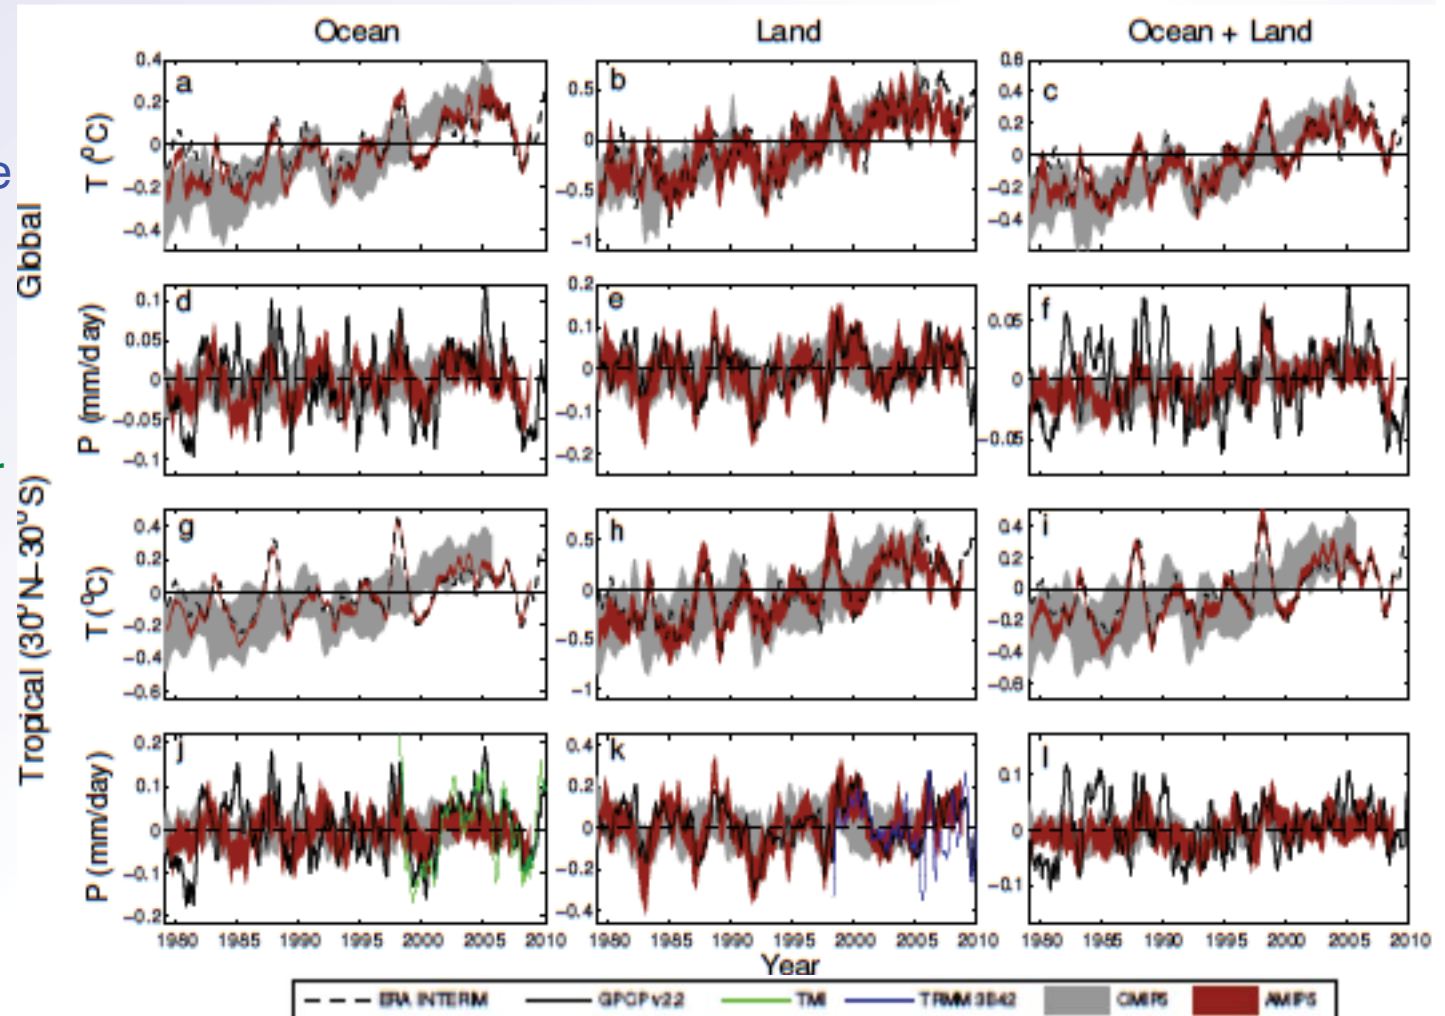 Ocean Land Ocean + Land
a b c
0.4 0.2 0 −0.2 −0.4
0.5 0 −0.5 −1
0.6 0.4 0.2 0 −0.2 −0.4
T (⁰C)
e
Global
d e f
0.1 0.05 0 −0.05 −0.1
0.2 0.1 0 −0.1 −0.2
0.05 0 −0.05
P (mm/day)
Tropical (30⁰N–30⁰S)
g h i
0.4 0.2 0 −0.2 −0.4 −0.6
0.5 0 −0.5 −1
0.4 0.2 0 −0.2 −0.4 −0.6
T (⁰C)
j k l
0.2 0.1 0 −0.1 −0.2
0.4 0.2 0 −0.2 −0.4
0.1 0 −0.1
P (mm/day)
1980 1985 1990 1995 2000 2005 2010 1980 1985 1990 1995 2000 2005 2010 1980 1985 1990 1995 2000 2005 2010
Year
ERA INTERIM GPCP v2.2 TMI TRMM 3B42 CMIP5 AMIP5